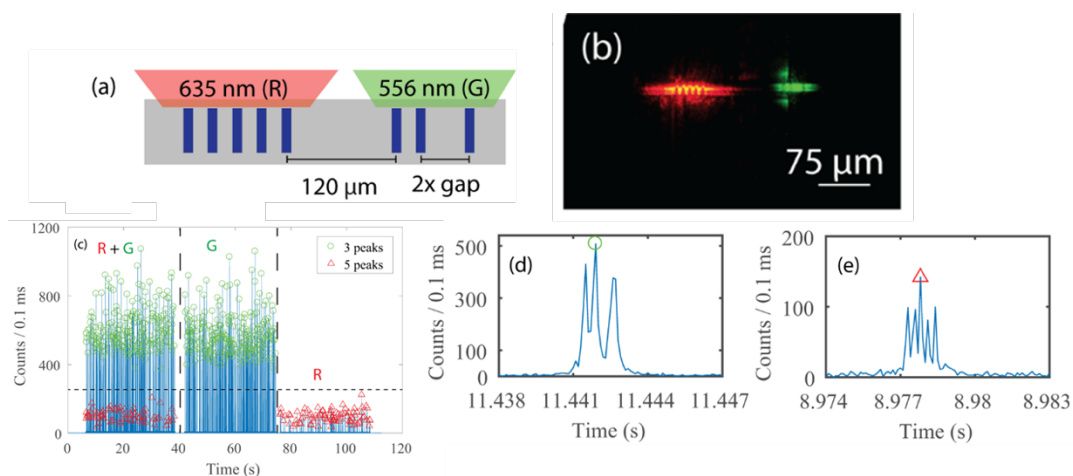 (a)
635 nm (R)
556 nm (G)
120 μm
2x gap
(b)
75 μm
(c)
R + G
G
R
3 peaks
5 peaks
Counts / 0.1 ms
1200
800
600
400
200
0
0
20
40
60
80
100
120
Time (s)
(d)
Counts / 0.1 ms
500
300
100
0
11.438
11.441
11.444
11.447
Time (s)
(e)
Counts / 0.1 ms
200
100
0
8.974
8.977
8.98
8.983
Time (s)